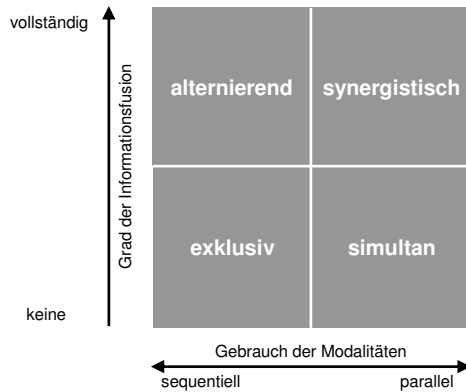 vollständig
Grad der Informationsfusion
alternierend synergistisch
exklusiv simultan
keine
Gebrauch der Modalitäten
sequentiell parallel